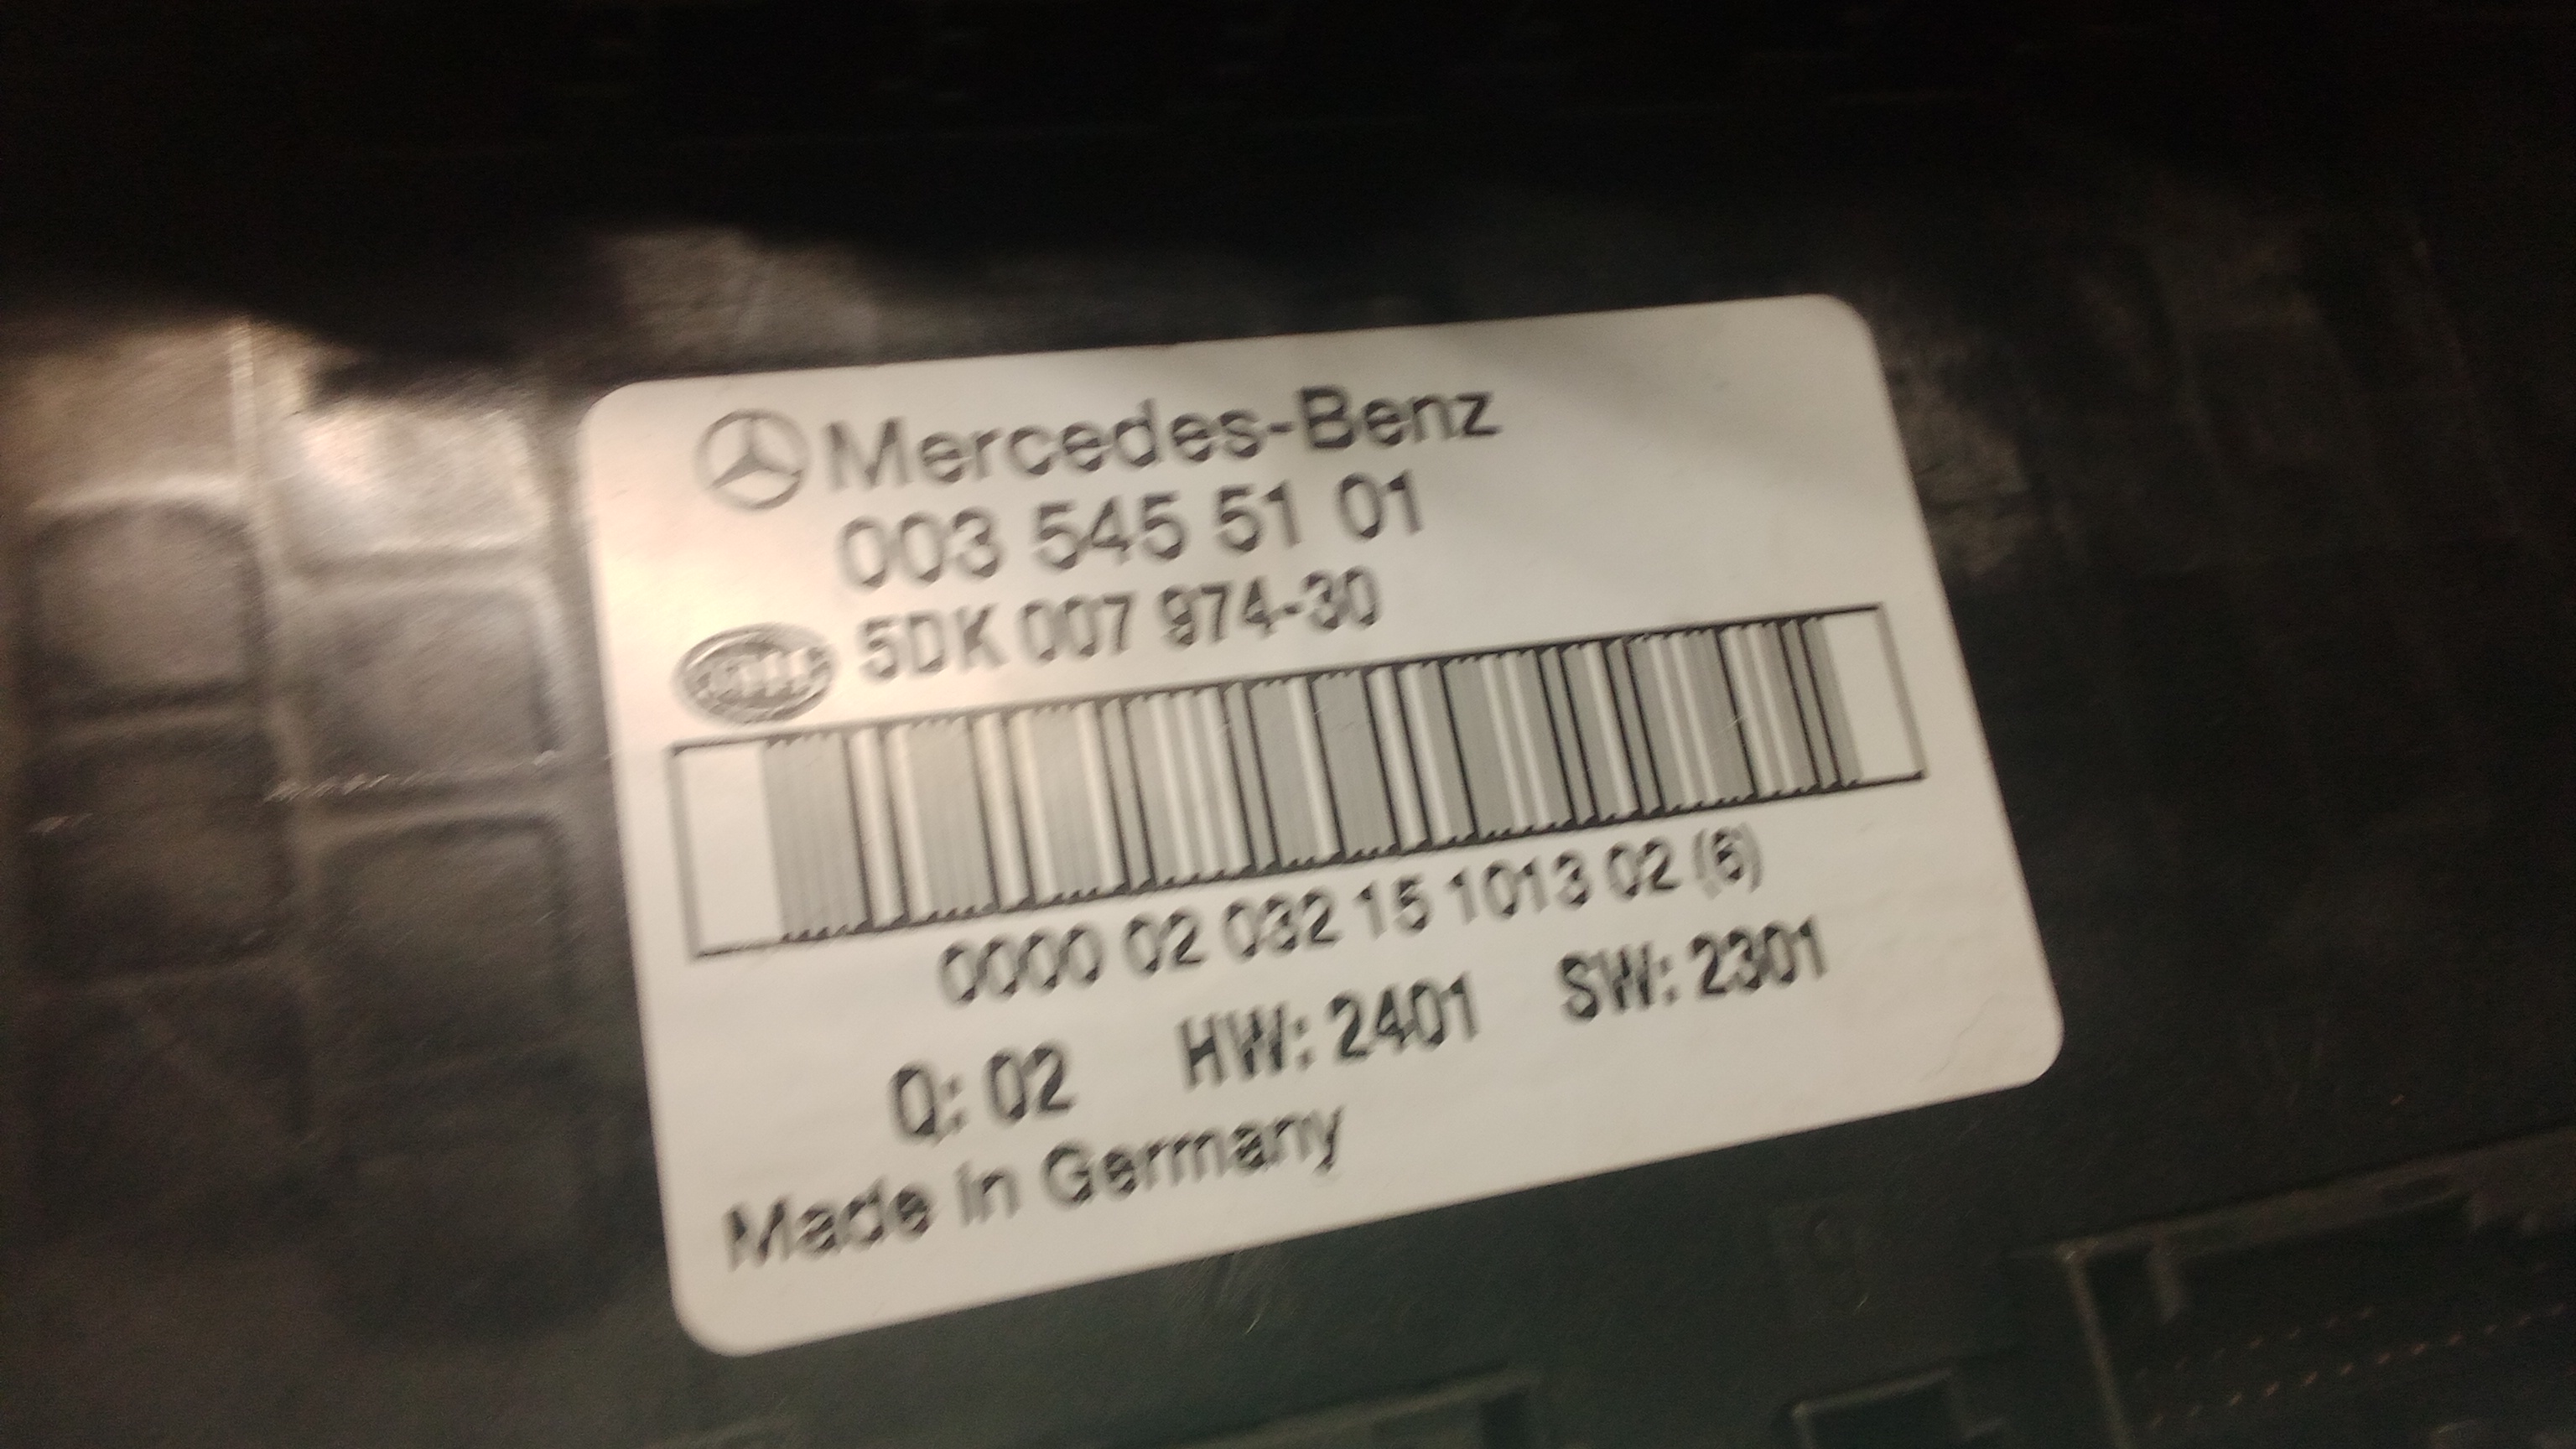 Mercedes-Benz
003 545 51 01
HELLA 5DK 007 974-30
0000 02 032 15 1013 02 (6)
Q: 02 HW: 2401 SW: 2301
Made in Germany